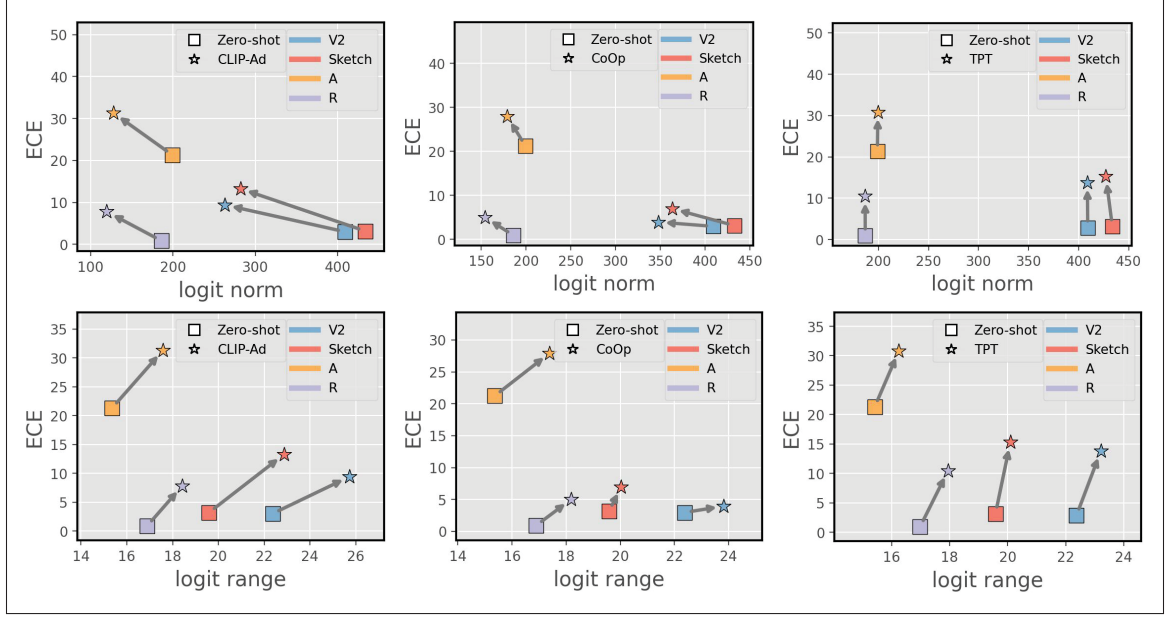 50
40
30
20
10
0
ECE
Zero-shot
CLIP-Ad
V2
Sketch
A
R
100 200 300 400
logit norm
40
30
20
10
0
ECE
Zero-shot
CoOp
V2
Sketch
A
R
150 200 250 300 350 400 450
logit norm
50
40
30
20
10
0
ECE
Zero-shot
TPT
V2
Sketch
A
R
200 250 300 350 400 450
logit norm
35
30
25
20
15
10
5
0
ECE
Zero-shot
CLIP-Ad
V2
Sketch
A
R
14 16 18 20 22 24 26
logit range
30
25
20
15
10
5
0
ECE
Zero-shot
CoOp
V2
Sketch
A
R
14 16 18 20 22 24
logit range
35
30
25
20
15
10
5
0
ECE
Zero-shot
TPT
V2
Sketch
A
R
16 18 20 22 24
logit range